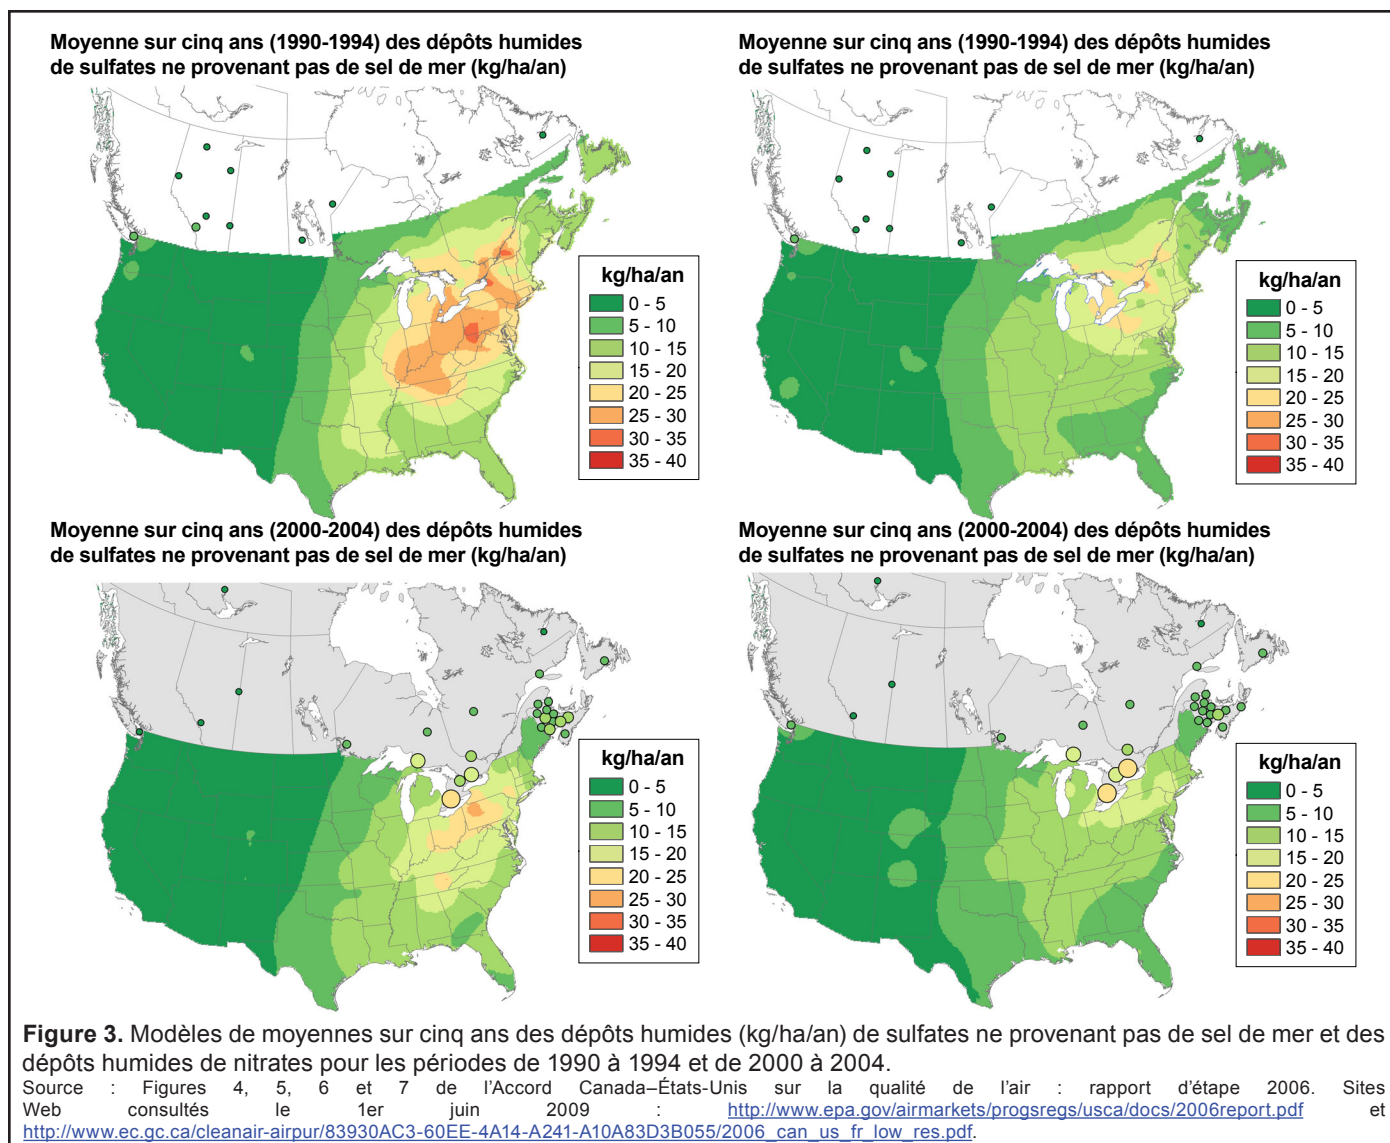 Moyenne sur cinq ans (1990-1994) des dépôts humides
de sulfates ne provenant pas de sel de mer (kg/ha/an)
kg/ha/an
0 - 5
5 - 10
10 - 15
15 - 20
20 - 25
25 - 30
30 - 35
35 - 40
Moyenne sur cinq ans (1990-1994) des dépôts humides
de sulfates ne provenant pas de sel de mer (kg/ha/an)
kg/ha/an
0 - 5
5 - 10
10 - 15
15 - 20
20 - 25
25 - 30
30 - 35
35 - 40
Moyenne sur cinq ans (2000-2004) des dépôts humides
de sulfates ne provenant pas de sel de mer (kg/ha/an)
kg/ha/an
0 - 5
5 - 10
10 - 15
15 - 20
20 - 25
25 - 30
30 - 35
35 - 40
Moyenne sur cinq ans (2000-2004) des dépôts humides
de sulfates ne provenant pas de sel de mer (kg/ha/an)
kg/ha/an
0 - 5
5 - 10
10 - 15
15 - 20
20 - 25
25 - 30
30 - 35
35 - 40
Figure 3. Modèles de moyennes sur cinq ans des dépôts humides (kg/ha/an) de sulfates ne provenant pas de sel de mer et des
dépôts humides de nitrates pour les périodes de 1990 à 1994 et de 2000 à 2004.
Source : Figures 4, 5, 6 et 7 de l'Accord Canada–États-Unis sur la qualité de l'air : rapport d'étape 2006. Sites
Web consultés le 1er juin 2009 : http://www.epa.gov/airmarkets/progsregs/usca/docs/2006report.pdf et
http://www.ec.gc.ca/cleanair-airpur/83930AC3-60EE-4A14-A241-A10A83D3B055/2006_can_us_fr_low_res.pdf.